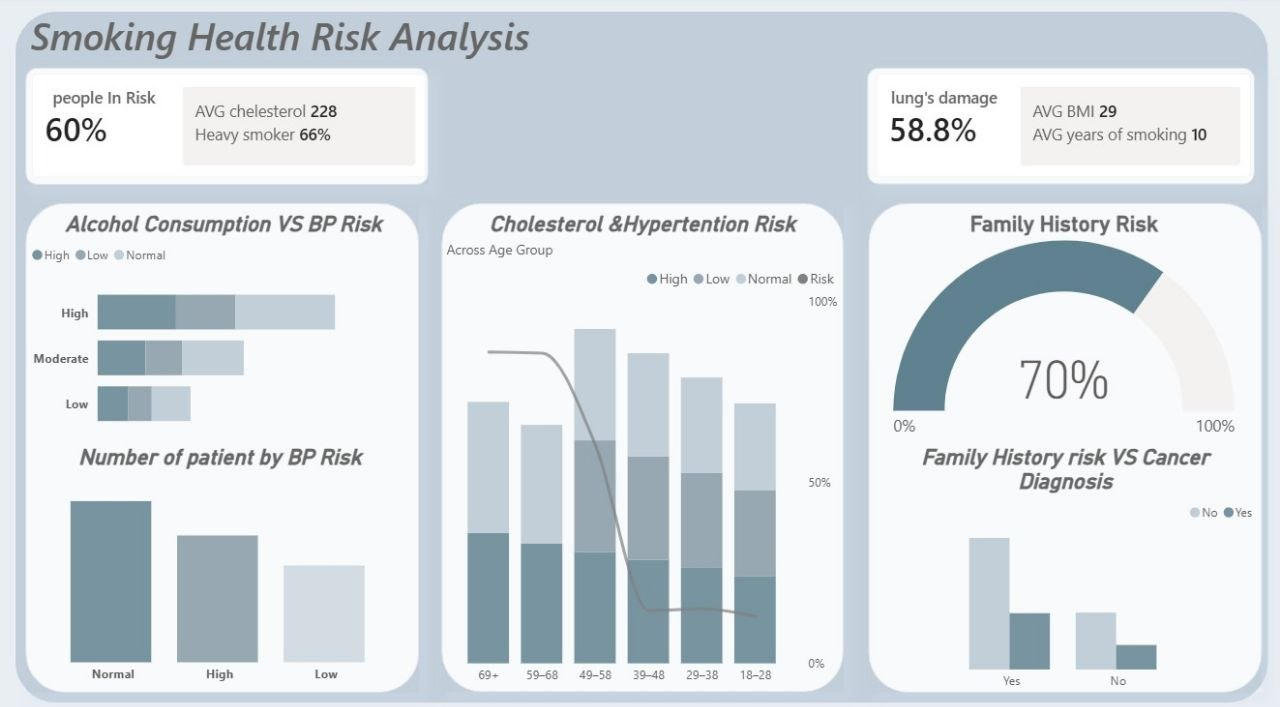 Smoking Health Risk Analysis
people In Risk
60%
AVG chelesterol 228
Heavy smoker 66%
lung's damage
58.8%
AVG BMI 29
AVG years of smoking 10
Alcohol Consumption VS BP Risk
High Low Normal
High
Moderate
Low
Number of patient by BP Risk
Normal High Low
Cholesterol &Hypertention Risk
Across Age Group
High Low Normal Risk
100%
50%
0%
69+ 59–68 49–58 39–48 29–38 18–28
Family History Risk
70%
0% 100%
Family History risk VS Cancer
Diagnosis
No Yes
Yes No